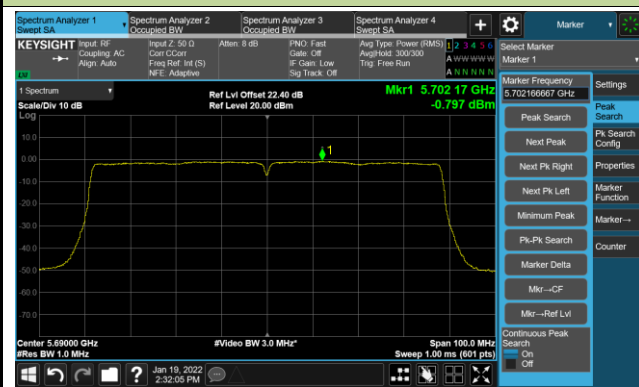 Spectrum Analyzer 1
Swept SA
Spectrum Analyzer 2
Occupied BW
Spectrum Analyzer 3
Occupied BW
Spectrum Analyzer 4
Swept SA
+
Marker
KEYSIGHT
Input: RF
Coupling: AC
Align: Auto
Input Z: 50 Ω
Corr CCorr
Freq Ref: Int (S)
NFE: Adaptive
Atten: 8 dB
PNO: Fast
Gate: Off
IF Gain: Low
Sig Track: Off
Avg Type: Power (RMS)
Avg|Hold: 300/300
Trig: Free Run
1 2 3 4 5 6
A W W W W W
A N N N N N
LXI
Select Marker
Marker 1
1 Spectrum
Scale/Div 10 dB
Log
Ref Lvl Offset 22.40 dB
Ref Level 20.00 dBm
Mkr1 5.702 17 GHz
-0.797 dBm
10.0
0.00
-10.0
-20.0
-30.0
-40.0
-50.0
-60.0
-70.0
1
Center 5.69000 GHz
#Res BW 1.0 MHz
#Video BW 3.0 MHz*
Span 100.0 MHz
Sweep 1.00 ms (601 pts)
Marker Frequency
5.702166667 GHz
Peak Search
Next Peak
Next Pk Right
Next Pk Left
Minimum Peak
Pk-Pk Search
Marker Delta
Mkr→CF
Mkr→Ref Lvl
Continuous Peak
Search
On
Off
Settings
Peak
Search
Pk Search
Config
Properties
Marker
Function
Marker→
Counter
?
Jan 19, 2022
2:32:05 PM